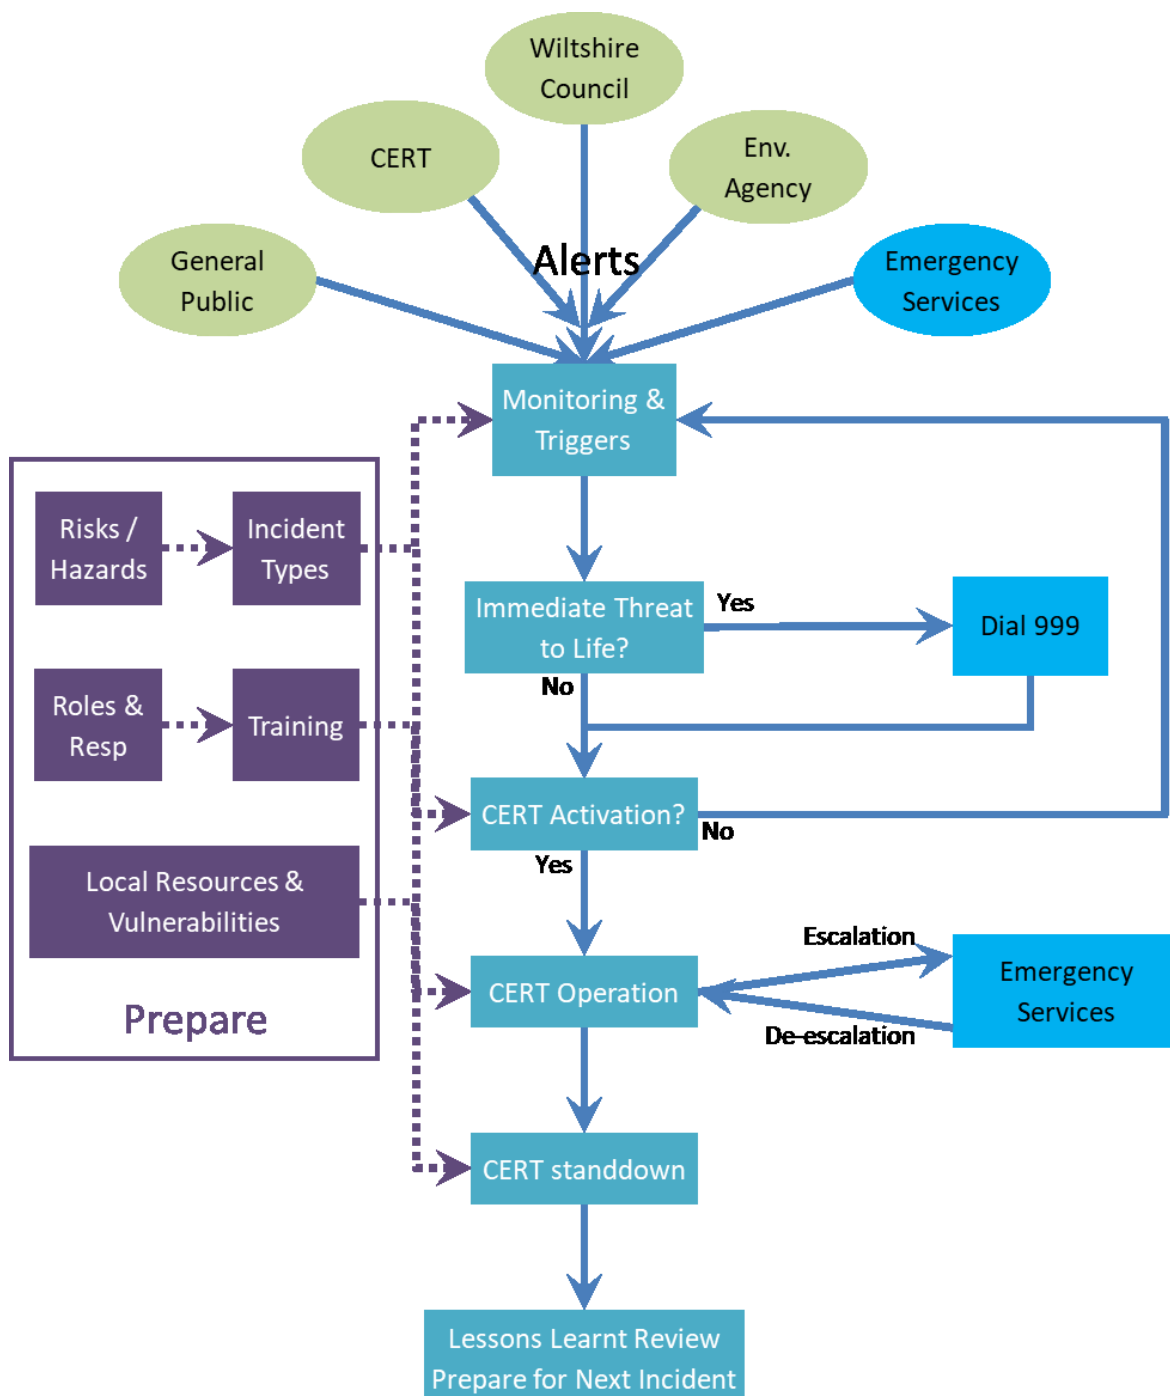 Wiltshire
Council
CERT
Env.
Agency
Alerts
General
Public
Emergency
Services
Monitoring &
Triggers
Risks /
Hazards
Incident
Types
Immediate Threat
to Life?
Yes
Dial 999
No
Roles &
Resp
Training
CERT Activation?
No
Yes
Local Resources &
Vulnerabilities
Prepare
CERT Operation
Escalation
Emergency
Services
De-escalation
CERT standdown
Lessons Learnt Review
Prepare for Next Incident